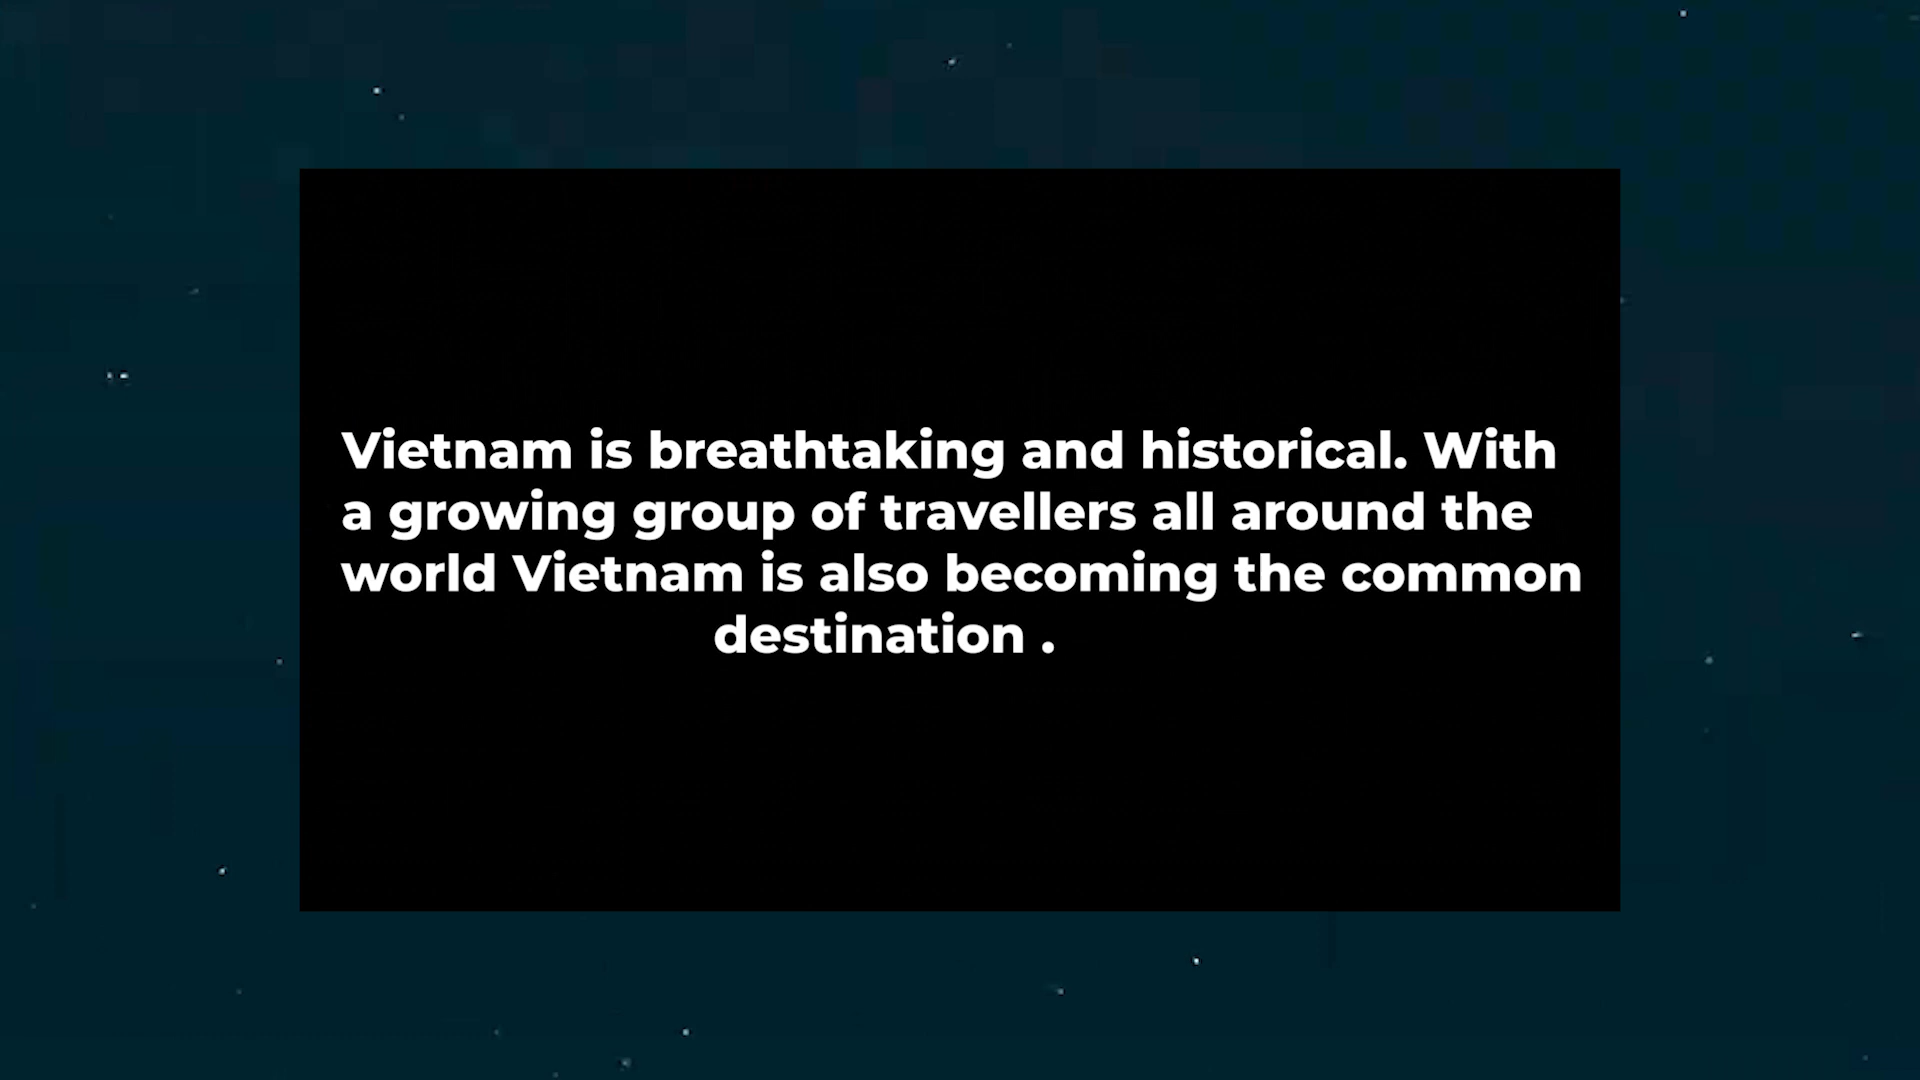 Vietnam is breathtaking and historical. With
a growing group of travellers all around the
world Vietnam is also becoming the common
destination .